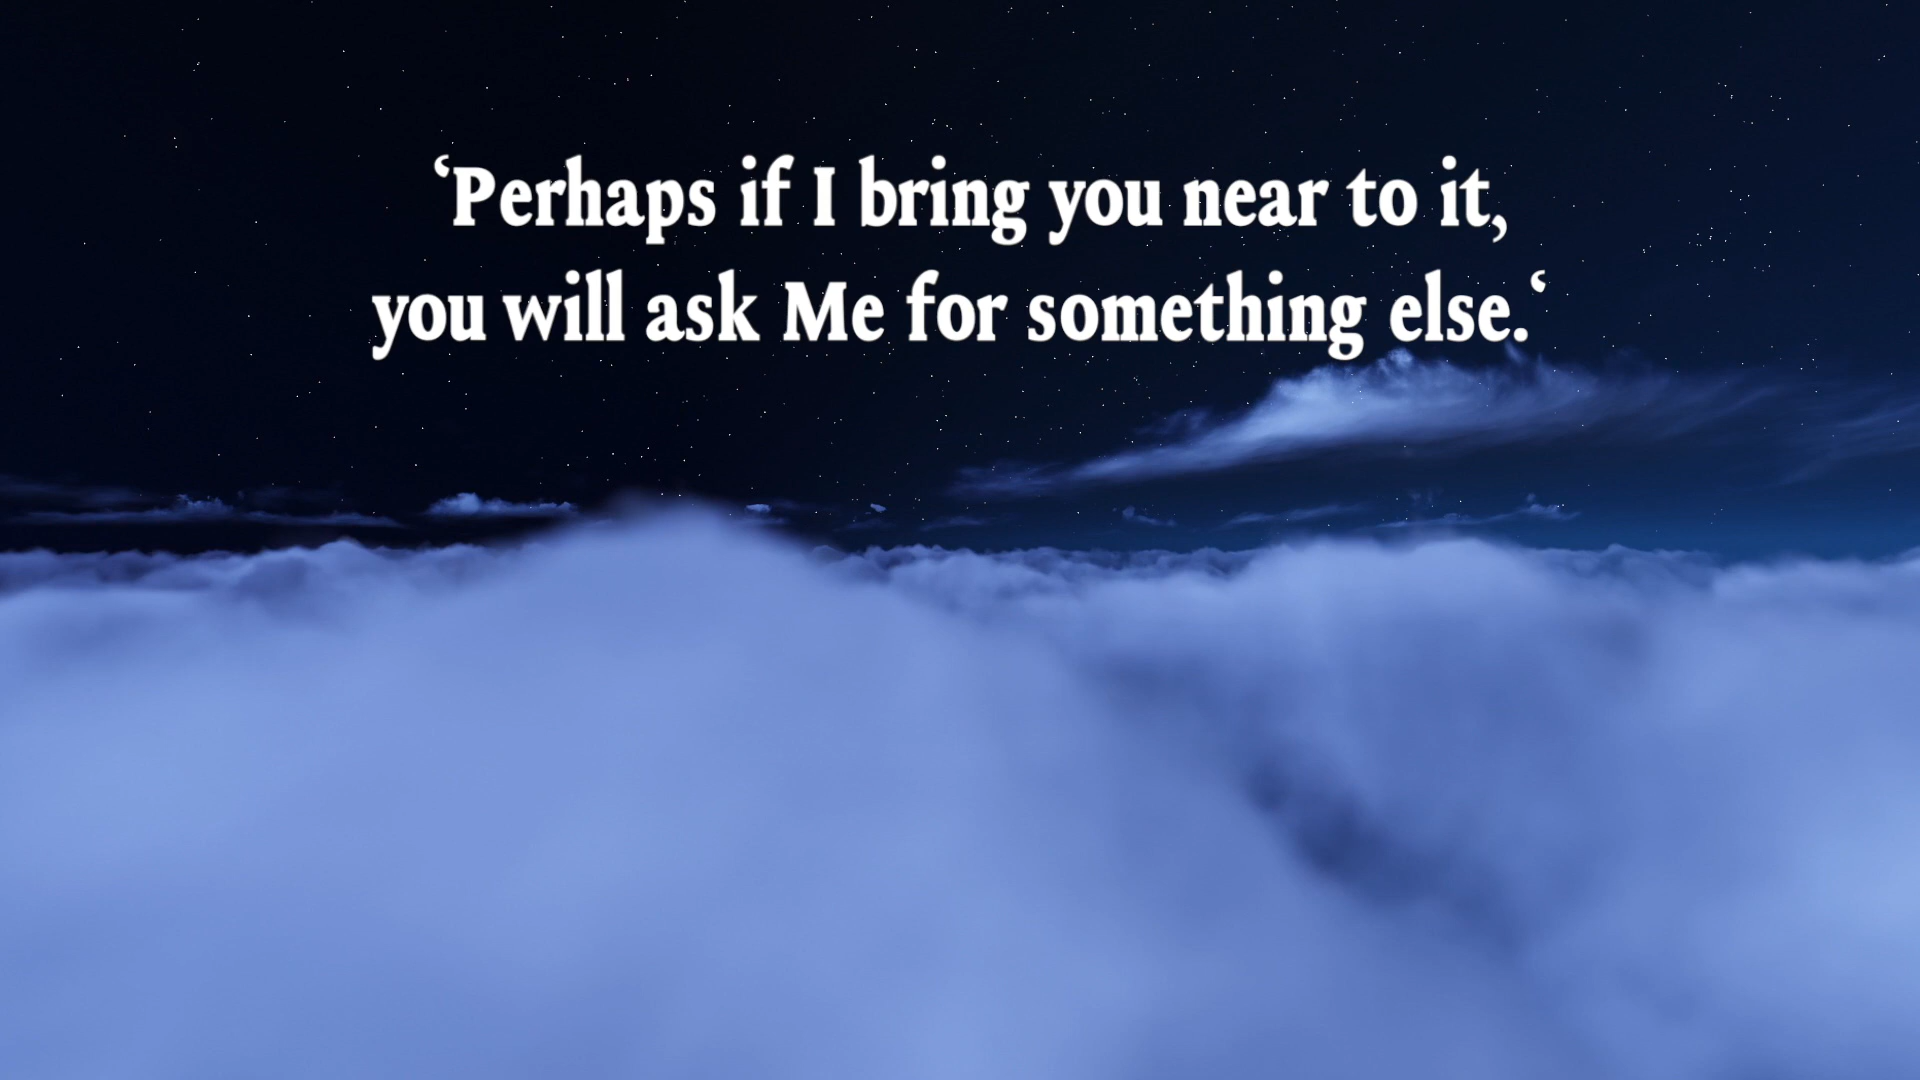 ‘Perhaps if I bring you near to it,
you will ask Me for something else.‘